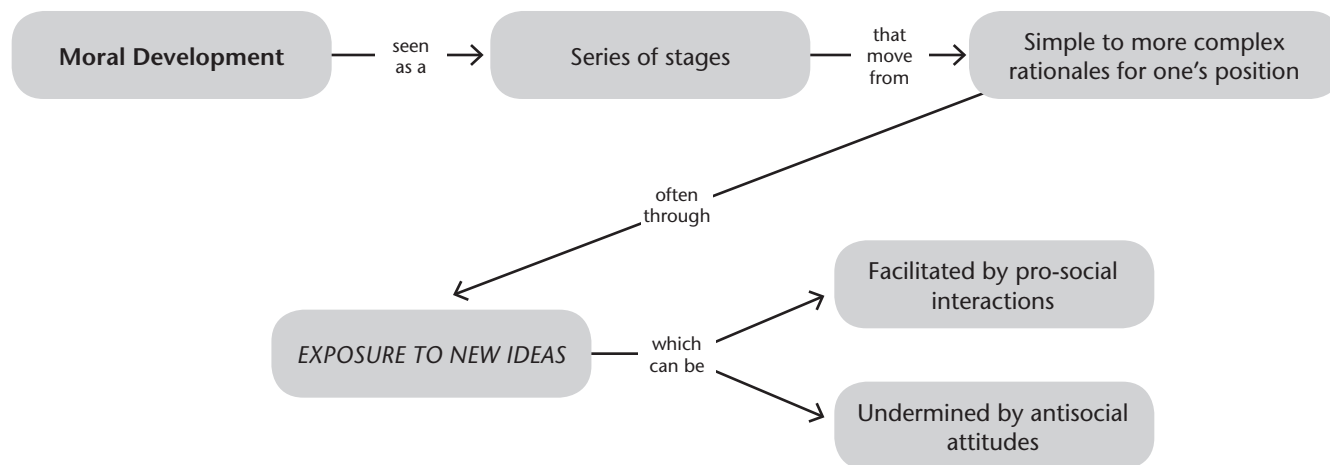 Moral Development
seen
as a
Series of stages
that
move
from
Simple to more complex
rationales for one's position
often
through
EXPOSURE TO NEW IDEAS
which
can be
Facilitated by pro-social
interactions
Undermined by antisocial
attitudes